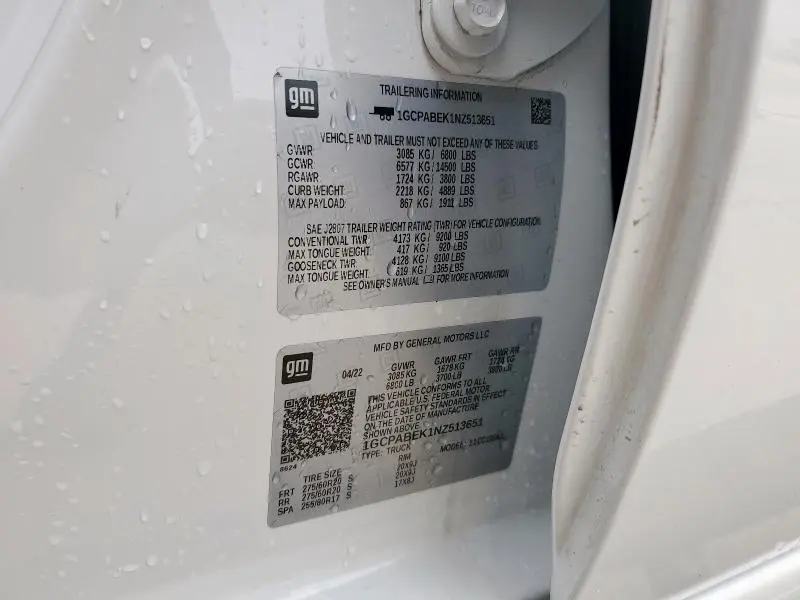 gm
TRAILERING INFORMATION
1GCPABEK1NZ513651
VEHICLE AND TRAILER MUST NOT EXCEED ANY OF THESE VALUES
GVWR: 3085 KG/ 6800 LBS
GCWR: 6577 KG/ 14500 LBS
RGAWR: 1724 KG/ 3800 LBS
CURB WEIGHT: 2218 KG/ 4889 LBS
MAX PAYLOAD: 867 KG/ 1911 LBS
SAE J2807 TRAILER WEIGHT RATING (TWR) FOR VEHICLE CONFIGURATION:
CONVENTIONAL TWR: 4173 KG/ 9200 LBS
MAX TONGUE WEIGHT: 417 KG/ 920 LBS
GOOSENECK TWR: 4128 KG/ 9100 LBS
MAX TONGUE WEIGHT: 619 KG/ 1365 LBS
SEE OWNER'S MANUAL FOR MORE INFORMATION
gm
MFD BY GENERAL MOTORS LLC
04/22 GVWR GAWR FRT GAWR RR
3085 KG 1678 KG 1724 KG
6800 LB 3700 LB 3800 LB
THIS VEHICLE CONFORMS TO ALL
APPLICABLE U.S. FEDERAL MOTOR
VEHICLE SAFETY STANDARDS IN EFFECT
ON THE DATE OF MANUFACTURE
SHOWN ABOVE.
1GCPABEK1NZ513651
TYPE: TRUCK MODEL:
8624
TIRE SIZE RIM
FRT 275/60R20 S 20X9J
RR 275/60R20 S 20X9J
SPA 255/80R17 S 17X8J